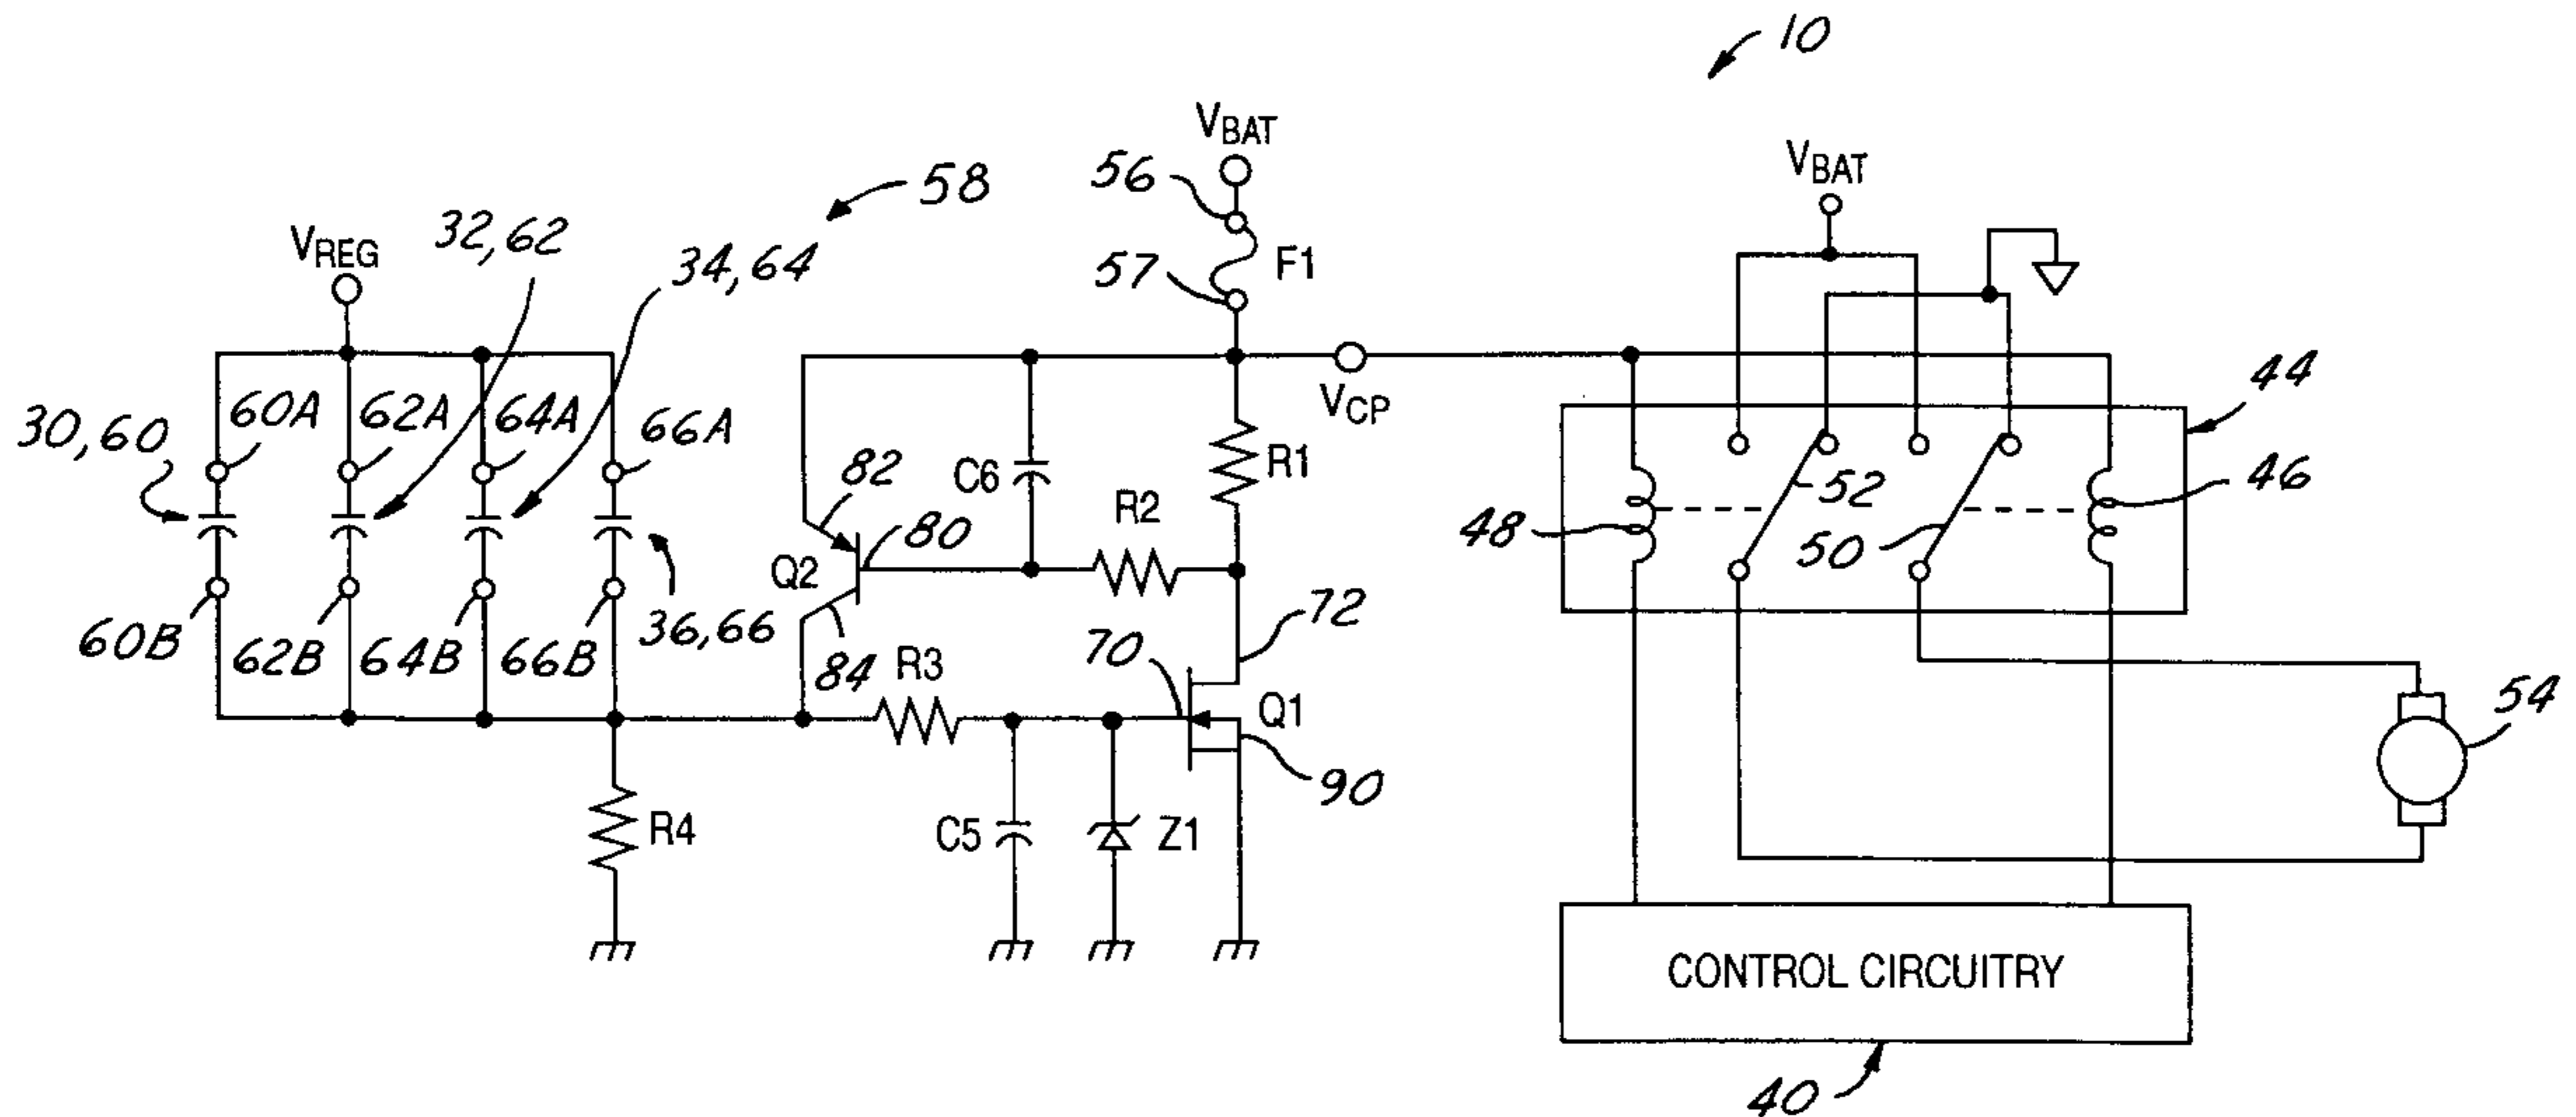 10
VBAT
56
58
VBAT
32,62
VREG
34,64
57
F1
44
60A
62A
64A
66A
VCP
30,60
82
C6
R1
52
46
R2
80
48
50
Q2
36,66
72
60B
62B
64B
66B
84
R3
70
Q1
54
90
R4
C5
Z1
CONTROL CIRCUITRY
40